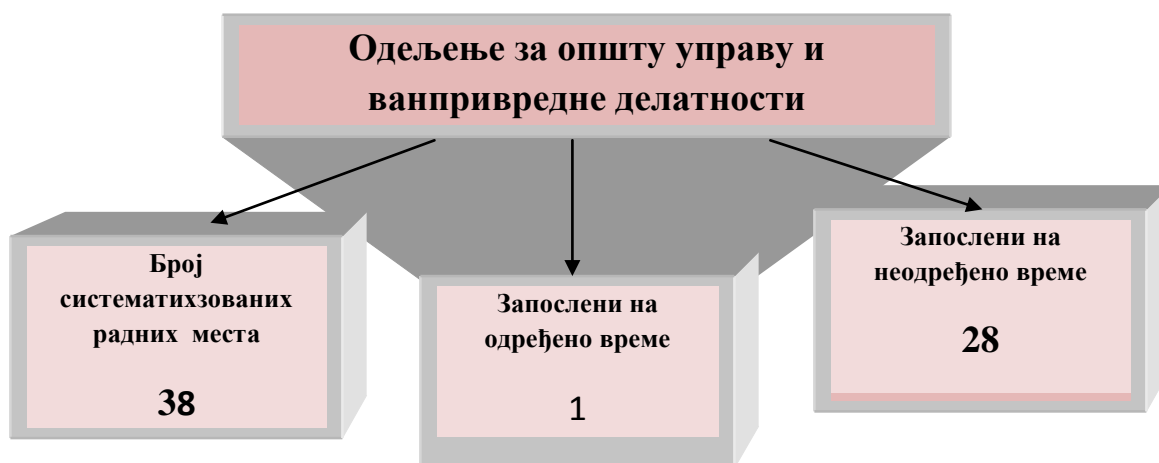 Одељење за општу управу и
ванпривредне делатности
Број
систематихзованих
радних места
38
Запослени на
одређено време
1
Запослени на
неодређено време
28